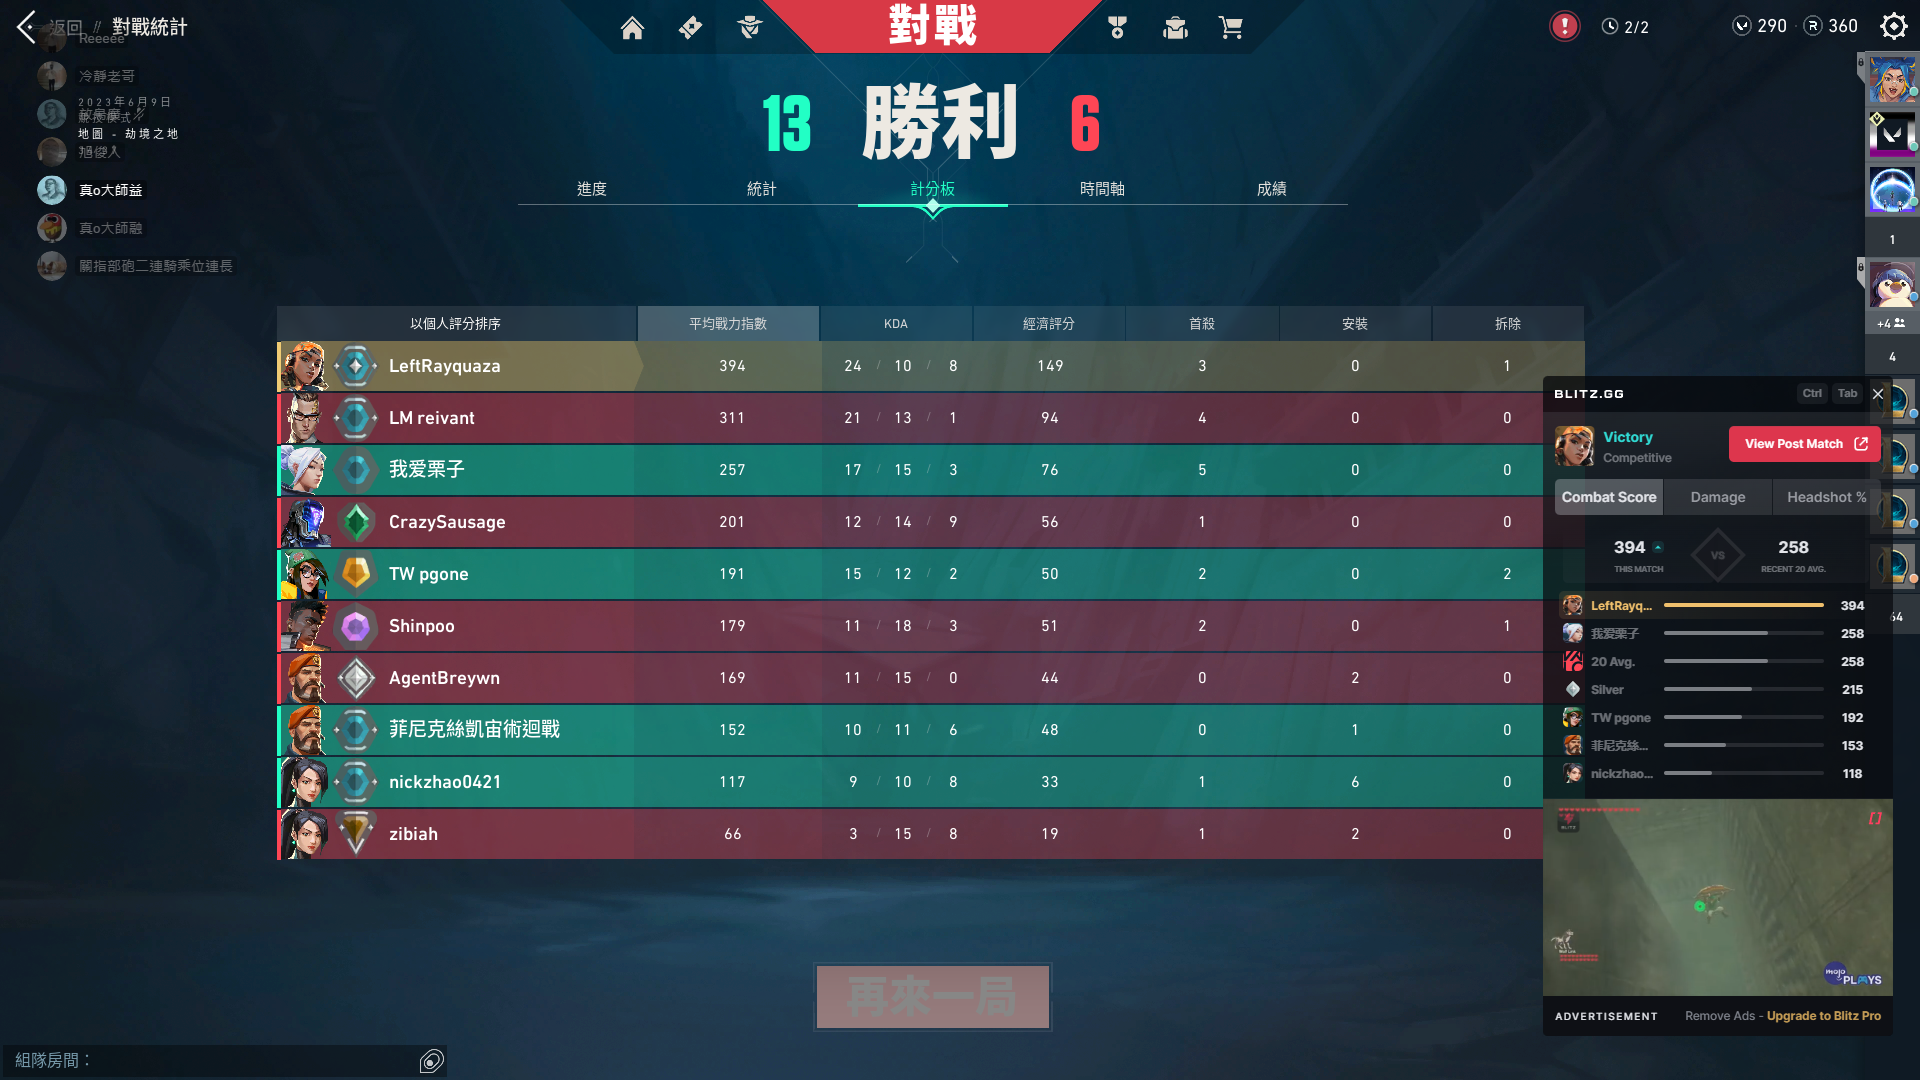 返回 // 對戰統計
對戰
2/2
290
360
Reeeee
冷靜老哥
2023年6月9日
地圖 - 劫境之地
旭俊人
真o大師益
真o大師融
關指部砲二連騎乘位連長
13 勝利 6
進度 統計 計分板 時間軸 成績
以個人評分排序 平均戰力指數 KDA 經濟評分 首殺 安裝 拆除
LeftRayquaza 394 24 / 10 / 8 149 3 0 1
LM reivant 311 21 / 13 / 1 94 4 0 0
我爱栗子 257 17 / 15 / 3 76 5 0 0
CrazySausage 201 12 / 14 / 9 56 1 0 0
TW pgone 191 15 / 12 / 2 50 2 0 2
Shinpoo 179 11 / 18 / 3 51 2 0 1
AgentBreywn 169 11 / 15 / 0 44 0 2 0
菲尼克絲凱宙術迴戰 152 10 / 11 / 6 48 0 1 0
nickzhao0421 117 9 / 10 / 8 33 1 6 0
zibiah 66 3 / 15 / 8 19 1 2 0
再來一局
組隊房間：
1
+4
4
64
BLITZ.GG Ctrl Tab
Victory
Competitive
View Post Match
Combat Score Damage Headshot %
394 VS 258
THIS MATCH RECENT 20 AVG.
LeftRayq... 394
我爱栗子 258
20 Avg. 258
Silver 215
TW pgone 192
菲尼克絲... 153
nickzhao... 118
BLITZ
mojo PLAYS
ADVERTISEMENT Remove Ads - Upgrade to Blitz Pro